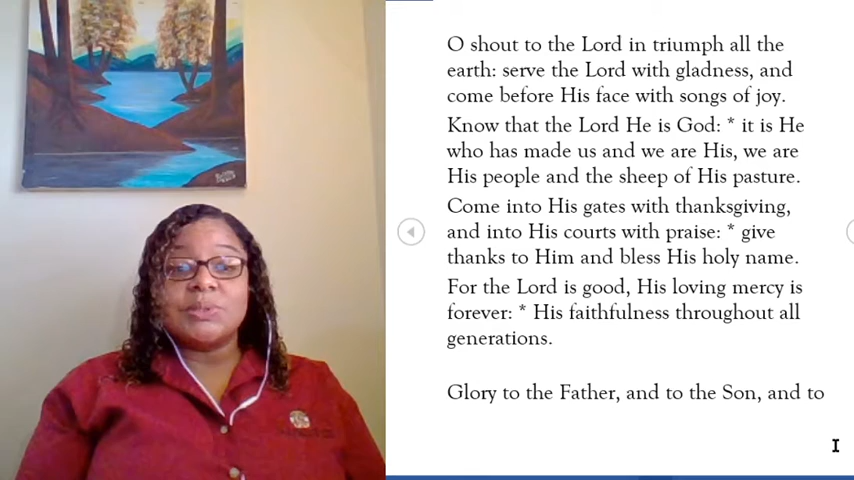 O shout to the Lord in triumph all the
earth: serve the Lord with gladness, and
come before His face with songs of joy.
Know that the Lord He is God: * it is He
who has made us and we are His, we are
His people and the sheep of His pasture.
Come into His gates with thanksgiving,
and into His courts with praise: * give
thanks to Him and bless His holy name.
For the Lord is good, His loving mercy is
forever: * His faithfulness throughout all
generations.
Glory to the Father, and to the Son, and to